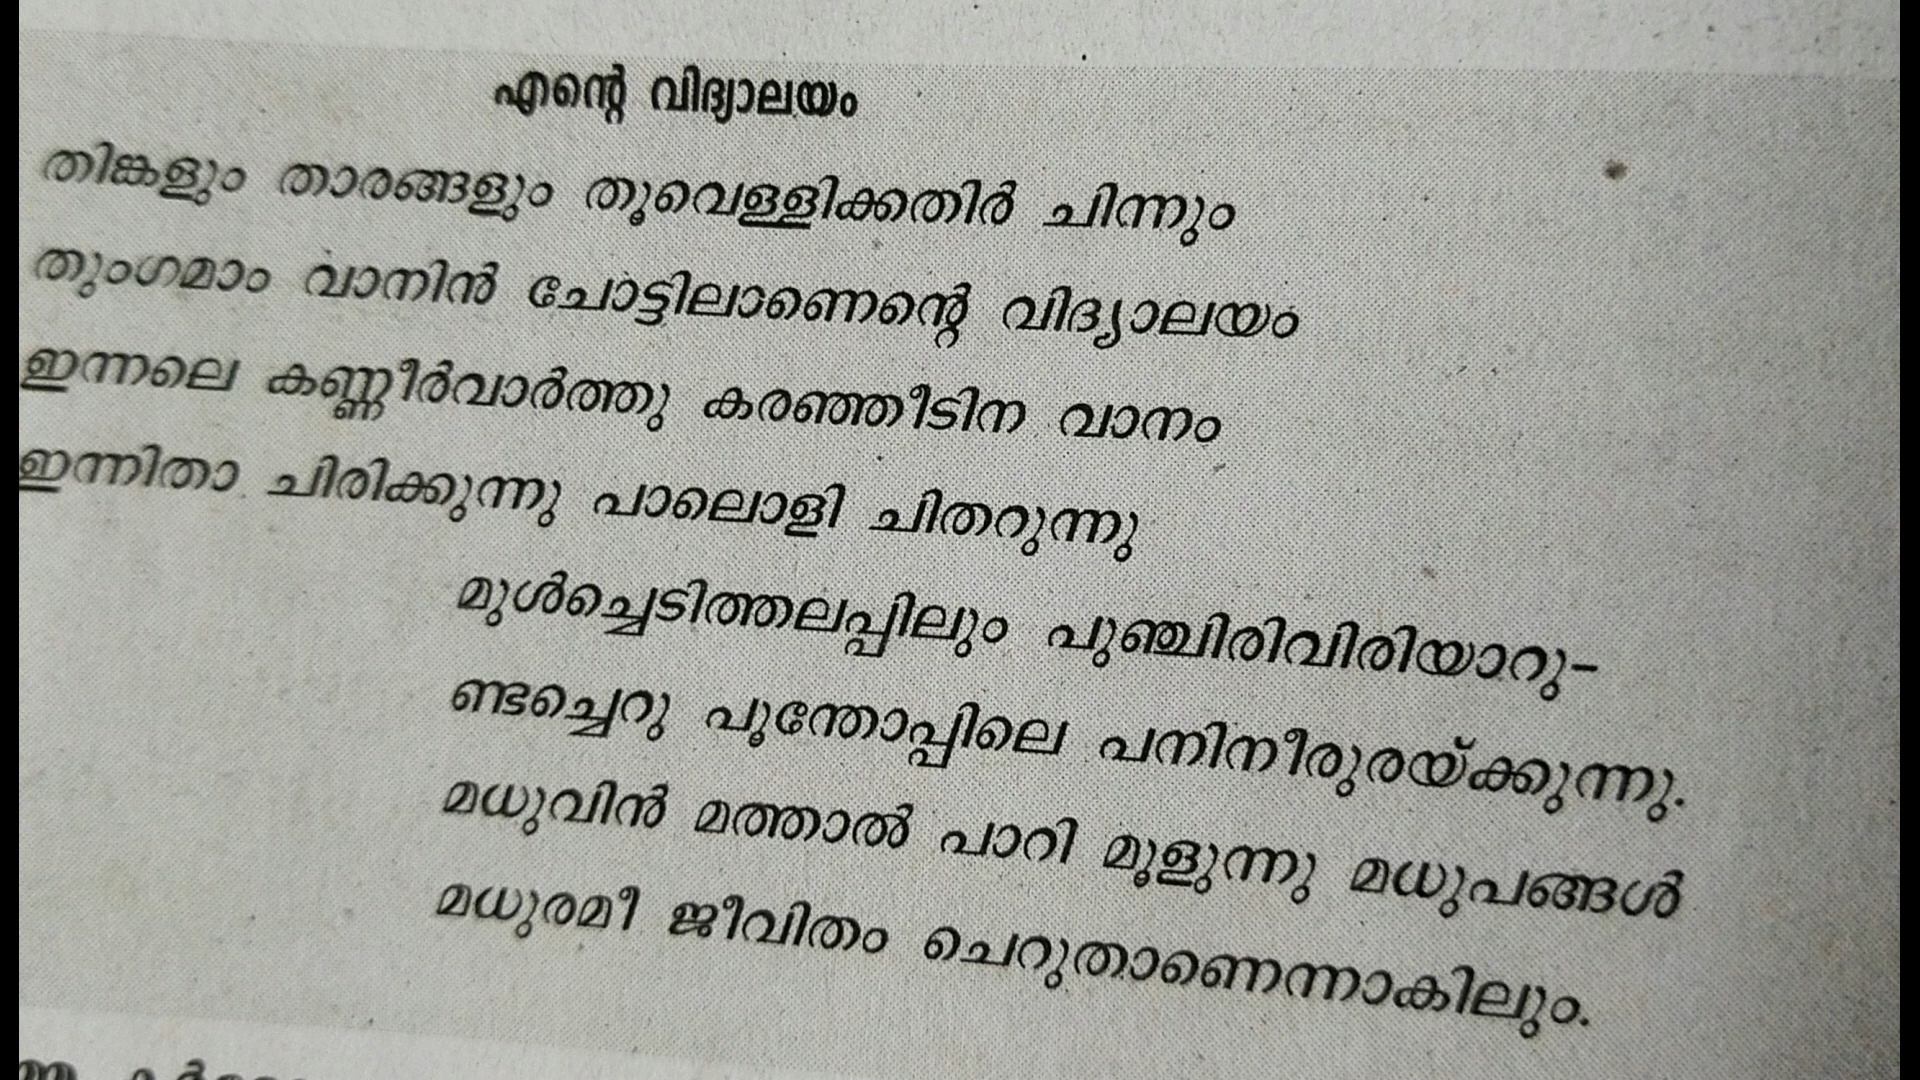 എന്റെ വിദ്യാലയം
തിങ്കളും താരങ്ങളും തൂവെള്ളിക്കതിർ ചിന്നും
തുംഗമാം വാനിൻ ചോട്ടിലാണെന്റെ വിദ്യാലയം
ഇന്നലെ കണ്ണീർവാർത്തു കരഞ്ഞീടിന വാനം
ഇന്നിതാ ചിരിക്കുന്നു പാലൊളി ചിതറുന്നു
മുൾച്ചെടിത്തലപ്പിലും പുഞ്ചിരിവിരിയാറു-
ണ്ടച്ചെറു പൂന്തോപ്പിലെ പനിനീരുരയ്ക്കുന്നു.
മധുവിൻ മത്താൽ പാറി മൂളുന്നു മധുപങ്ങൾ
മധുരമീ ജീവിതം ചെറുതാണെന്നാകിലും.